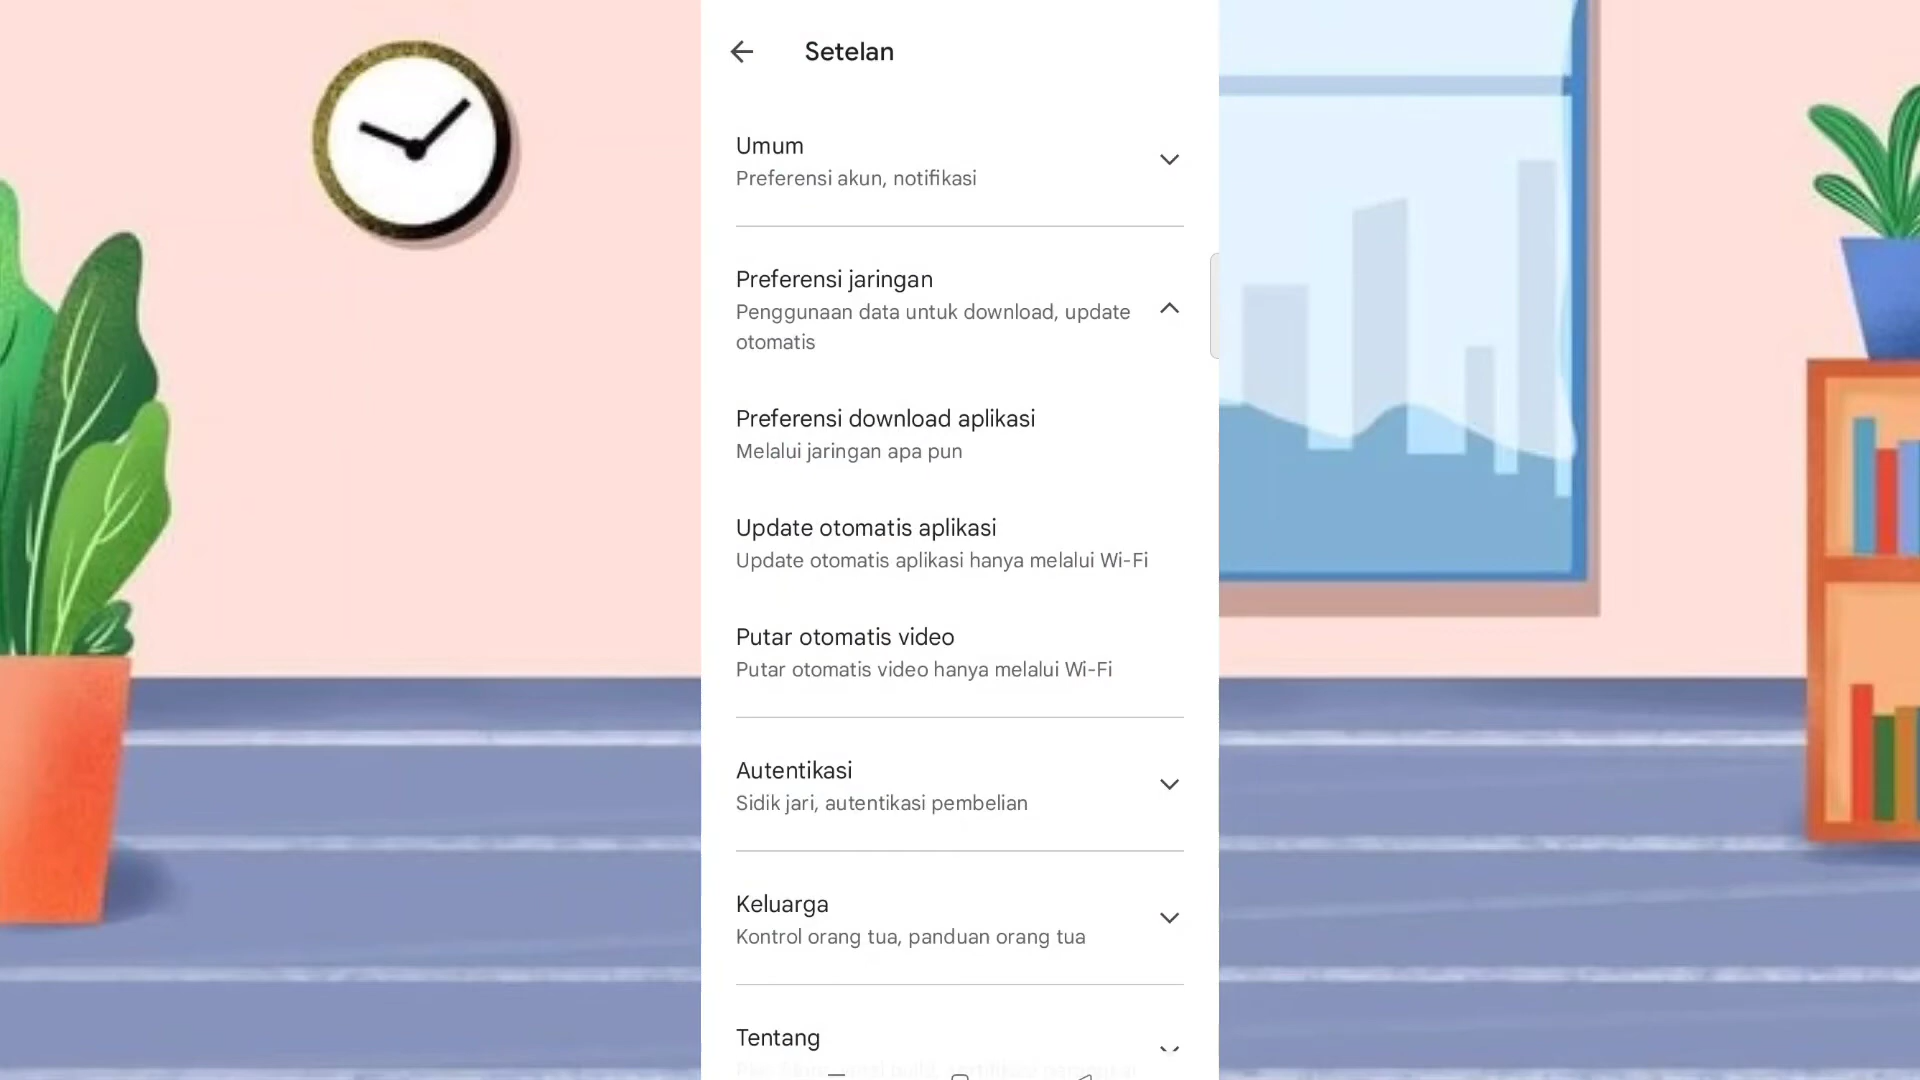 Setelan
Umum
Preferensi akun, notifikasi
Preferensi jaringan
Penggunaan data untuk download, update
otomatis
Preferensi download aplikasi
Melalui jaringan apa pun
Update otomatis aplikasi
Update otomatis aplikasi hanya melalui Wi-Fi
Putar otomatis video
Putar otomatis video hanya melalui Wi-Fi
Autentikasi
Sidik jari, autentikasi pembelian
Keluarga
Kontrol orang tua, panduan orang tua
Tentang